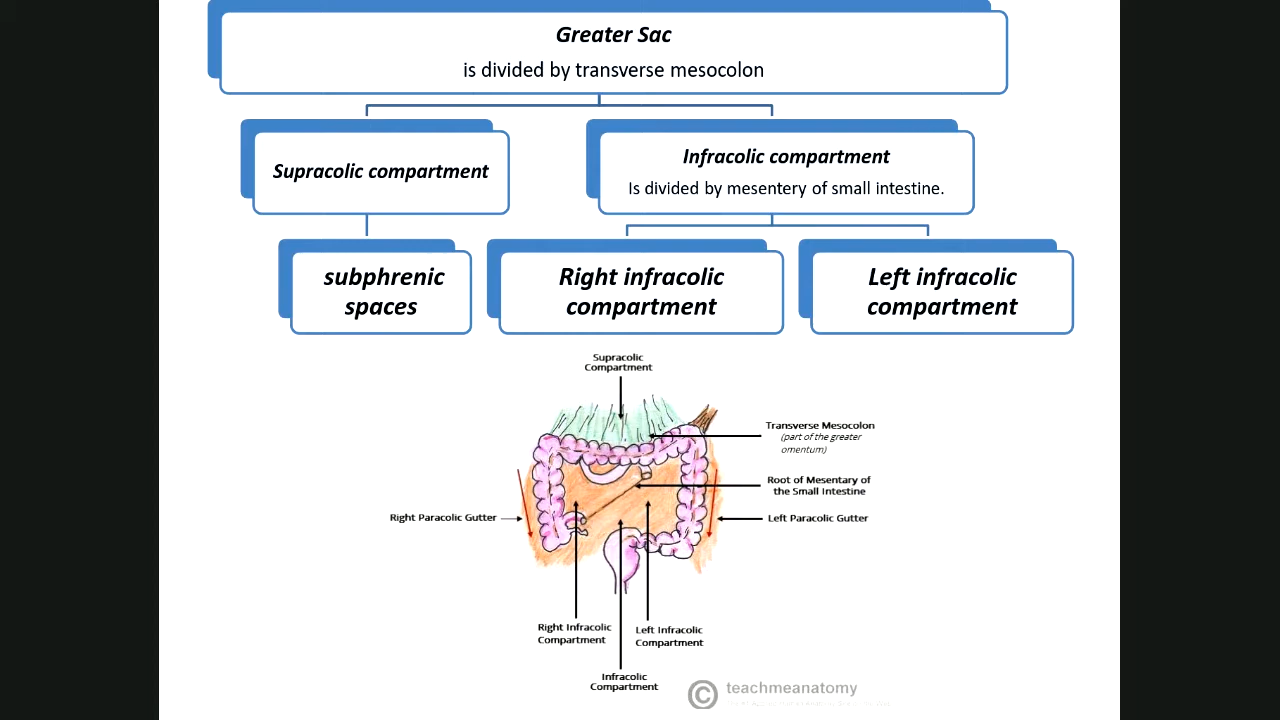 Greater Sac
is divided by transverse mesocolon
Supracolic compartment
Infracolic compartment
Is divided by mesentery of small intestine.
subphrenic
spaces
Right infracolic
compartment
Left infracolic
compartment
Supracolic
Compartment
Transverse Mesocolon
(part of the greater
omentum)
Root of Mesentary of
the Small Intestine
Right Paracolic Gutter
Left Paracolic Gutter
Right Infracolic
Compartment
Left Infracolic
Compartment
Infracolic
Compartment
© teachmeanatomy